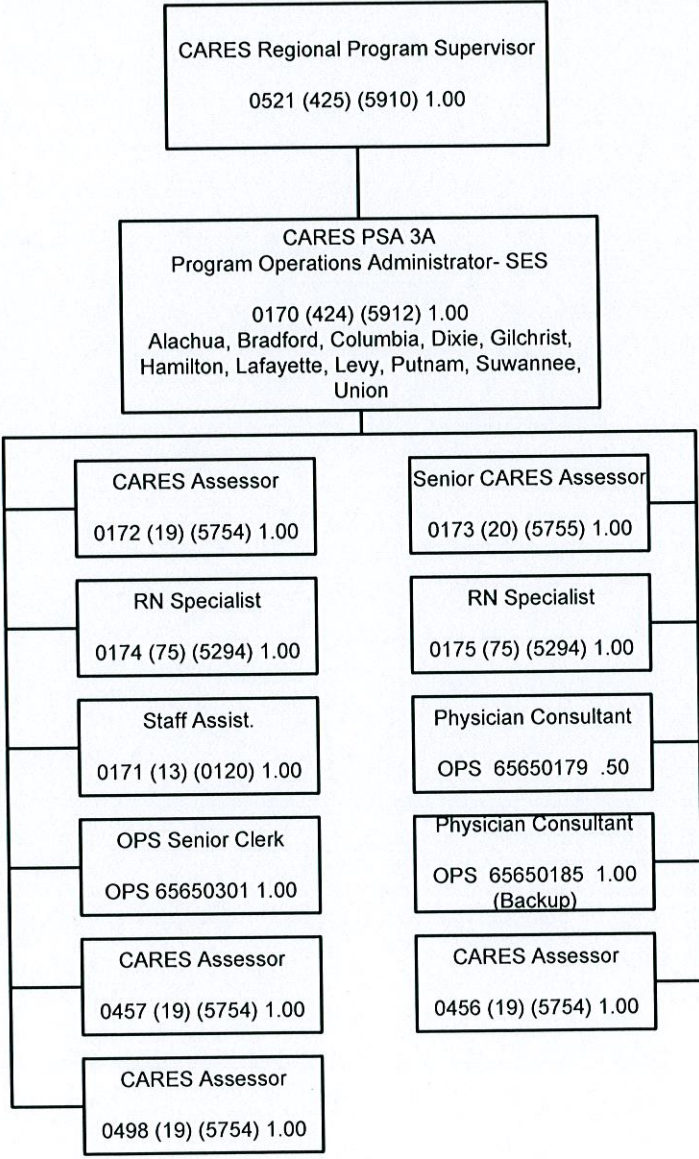 CARES Regional Program Supervisor
0521 (425) (5910) 1.00
CARES PSA 3A
Program Operations Administrator- SES
0170 (424) (5912) 1.00
Alachua, Bradford, Columbia, Dixie, Gilchrist,
Hamilton, Lafayette, Levy, Putnam, Suwannee,
Union
CARES Assessor
0172 (19) (5754) 1.00
Senior CARES Assessor
0173 (20) (5755) 1.00
RN Specialist
0174 (75) (5294) 1.00
RN Specialist
0175 (75) (5294) 1.00
Staff Assist.
0171 (13) (0120) 1.00
Physician Consultant
OPS 65650179 .50
OPS Senior Clerk
OPS 65650301 1.00
Physician Consultant
OPS 65650185 1.00
(Backup)
CARES Assessor
0457 (19) (5754) 1.00
CARES Assessor
0456 (19) (5754) 1.00
CARES Assessor
0498 (19) (5754) 1.00